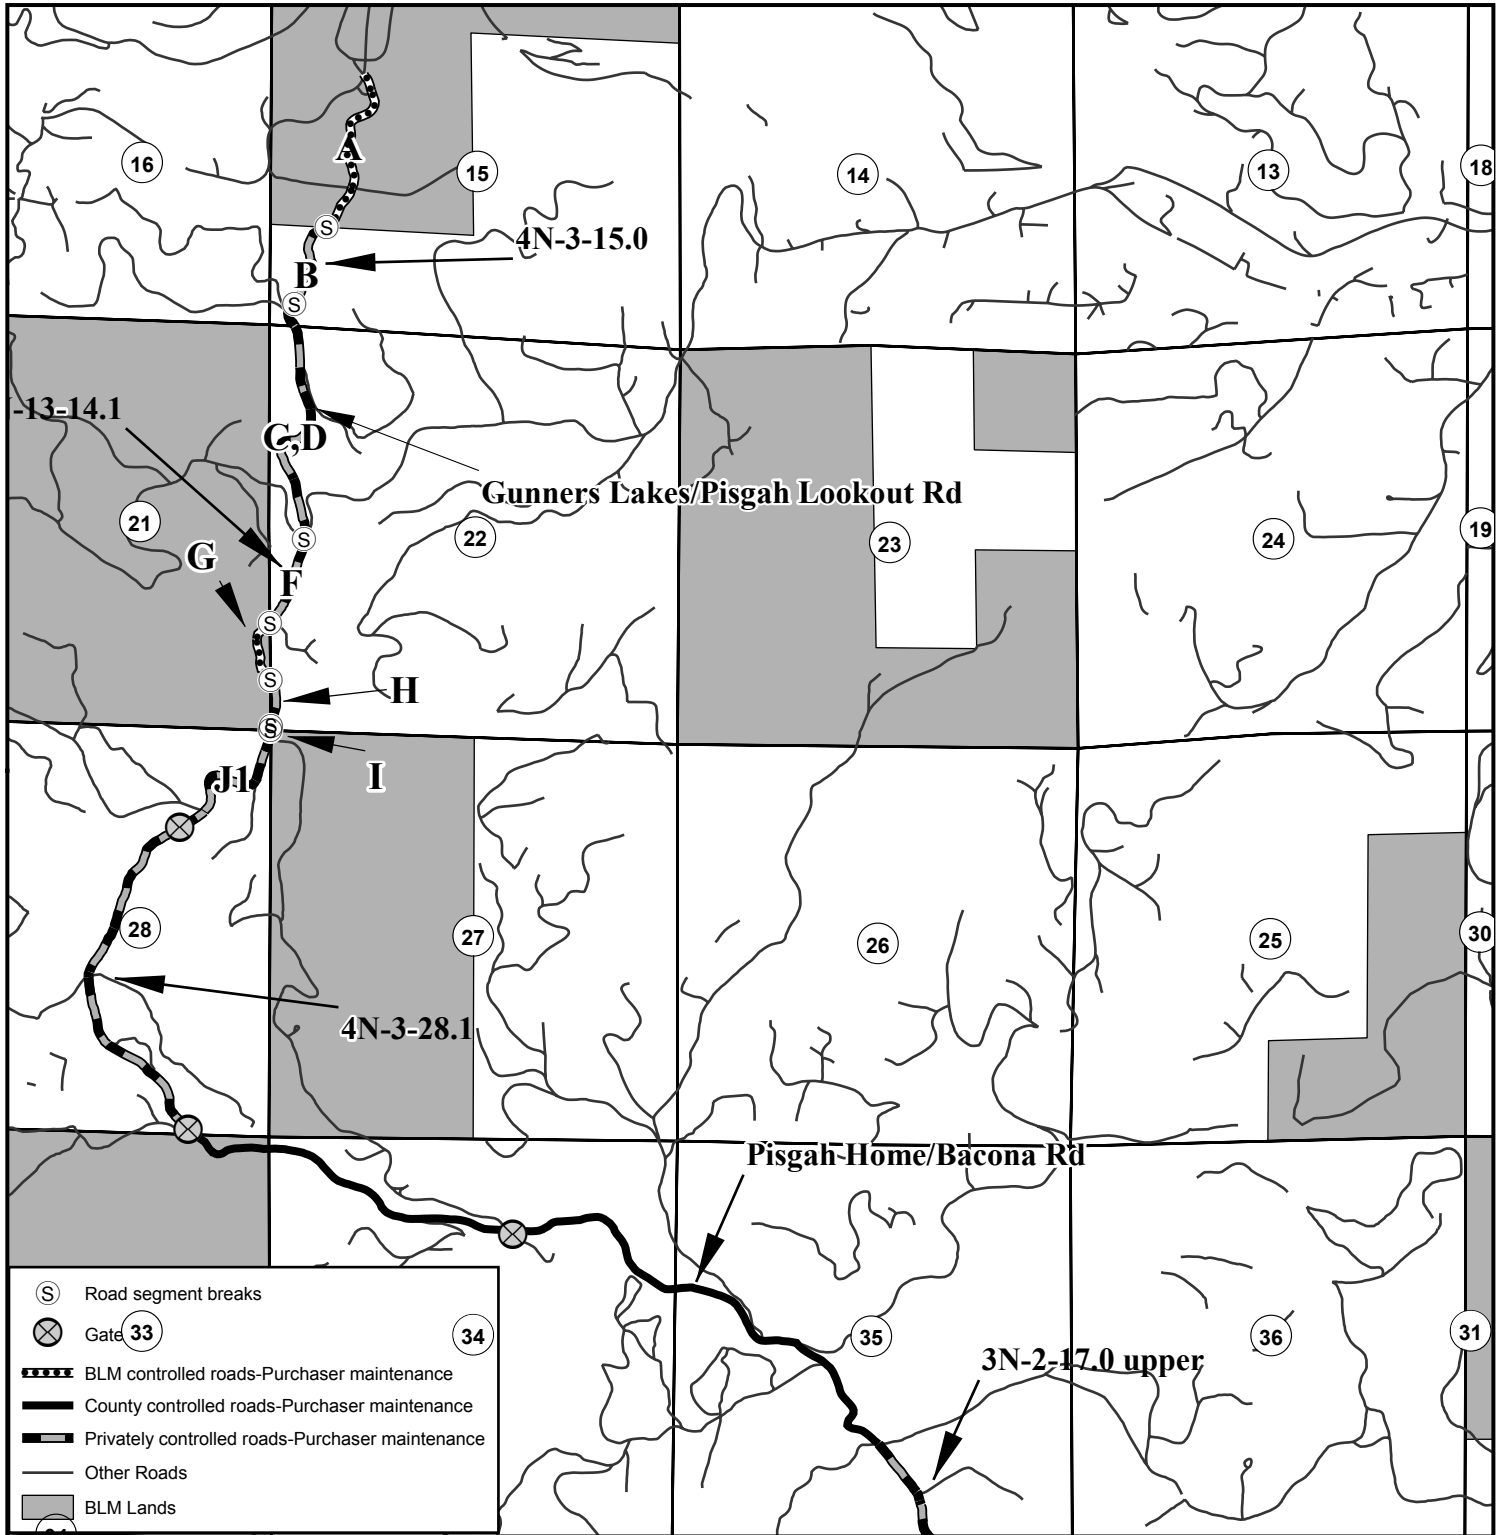 16
A
15
14
13
18
S
4N-3-15.0
B
S
-13-14.1
C,D
Gunners Lakes/Pisgah Lookout Rd
21
S
22
23
24
19
G
F
S
S
H
S
I
J1
28
27
26
25
30
4N-3-28.1
Pisgah Home/Bacona Rd
S Road segment breaks
Gate
33
34
35
36
31
BLM controlled roads-Purchaser maintenance
3N-2-17.0 upper
County controlled roads-Purchaser maintenance
Privately controlled roads-Purchaser maintenance
Other Roads
BLM Lands